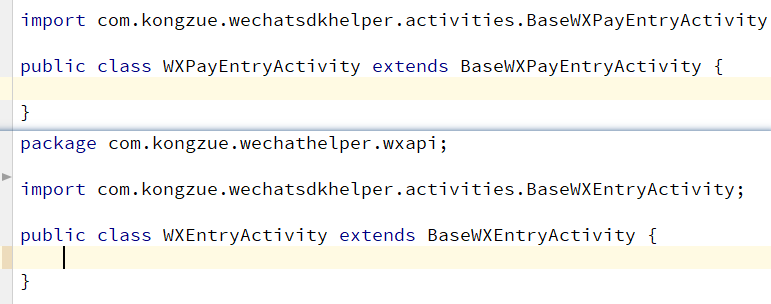 import com.kongzue.wechatsdkhelper.activities.BaseWXPayEntryActivity
public class WXPayEntryActivity extends BaseWXPayEntryActivity {
}
package com.kongzue.wechathelper.wxapi;
import com.kongzue.wechatsdkhelper.activities.BaseWXEntryActivity;
public class WXEntryActivity extends BaseWXEntryActivity {
}